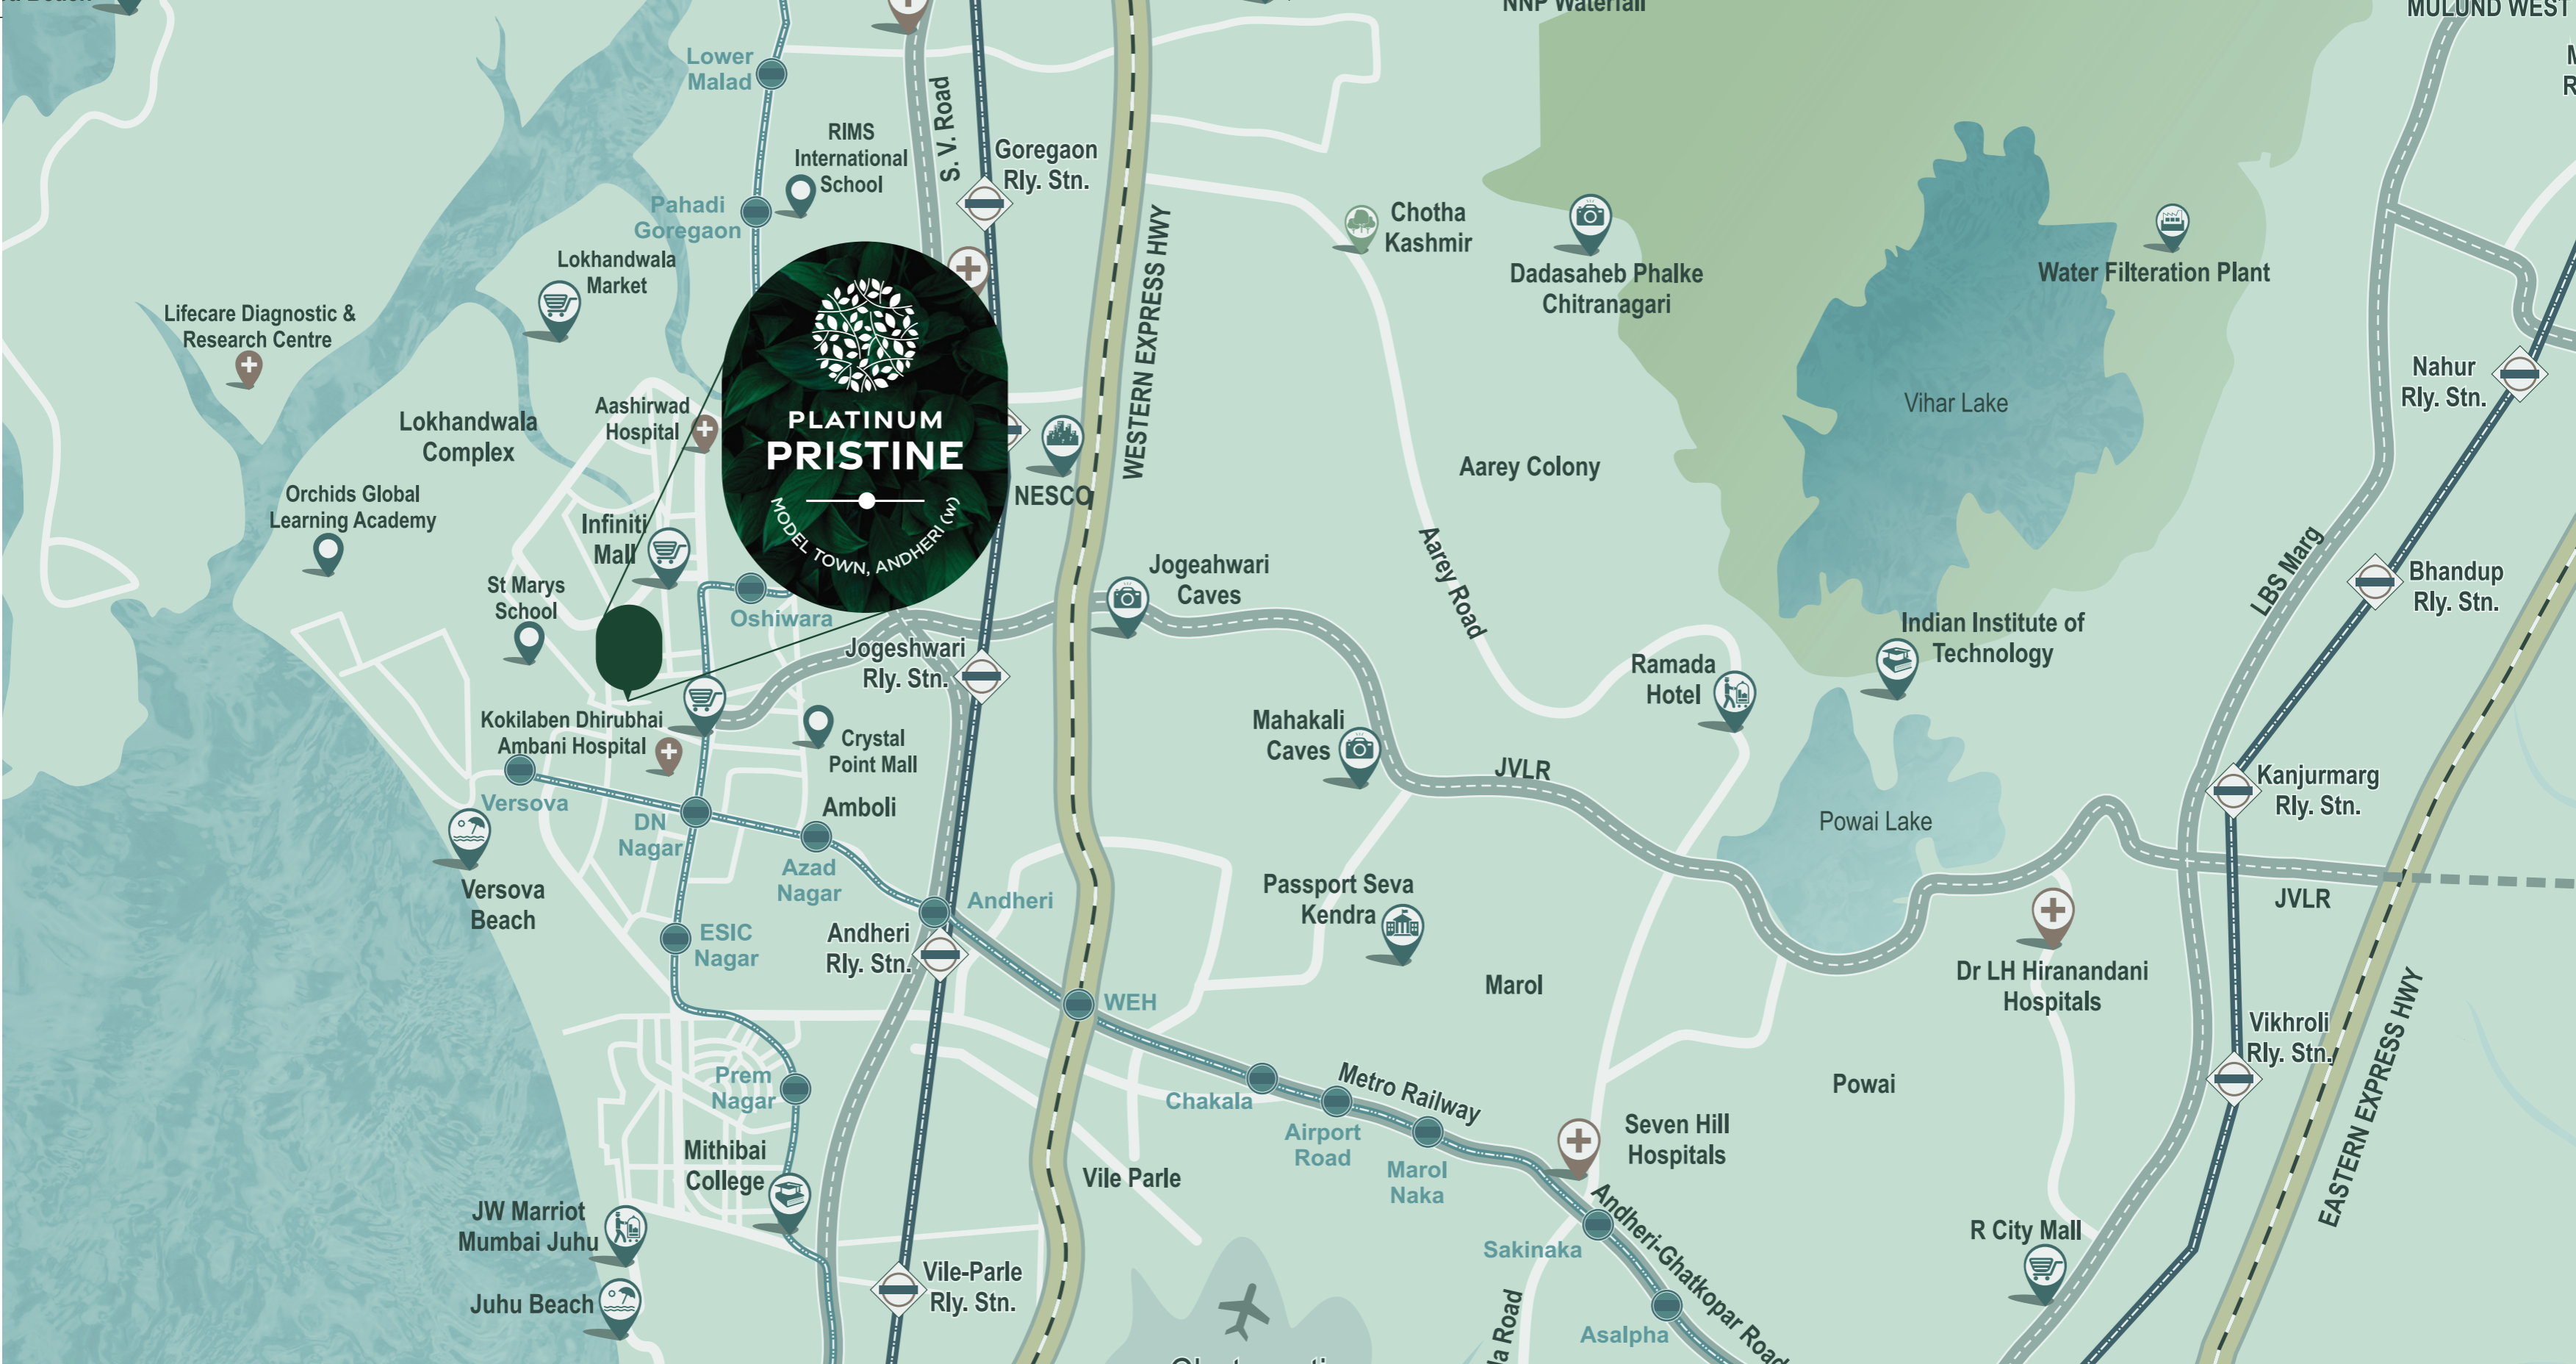 NNP Waterfall
MULUND WEST
Lower
Malad
RIMS
International
School
S. V. Road
Goregaon
Rly. Stn.
Pahadi
Goregaon
WESTERN EXPRESS HWY
Chotha
Kashmir
Dadasaheb Phalke
Chitranagari
Water Filteration Plant
Lokhandwala
Market
Lifecare Diagnostic &
Research Centre
Nahur
Rly. Stn.
Vihar Lake
Aashirwad
Hospital
Lokhandwala
Complex
PLATINUM
PRISTINE
MODEL TOWN, ANDHERI (w)
NESCO
Aarey Colony
Orchids Global
Learning Academy
Infiniti
Mall
Aarey Road
LBS Marg
Jogeahwari
Caves
Bhandup
Rly. Stn.
St Marys
School
Oshiwara
Indian Institute of
Technology
Jogeshwari
Rly. Stn.
Ramada
Hotel
Kokilaben Dhirubhai
Ambani Hospital
Crystal
Point Mall
Mahakali
Caves
JVLR
Kanjurmarg
Rly. Stn.
Versova
Amboli
DN
Nagar
Powai Lake
Azad
Nagar
Versova
Beach
Andheri
Passport Seva
Kendra
JVLR
ESIC
Nagar
Andheri
Rly. Stn.
Marol
Dr LH Hiranandani
Hospitals
WEH
Vikhroli
Rly. Stn.
EASTERN EXPRESS HWY
Prem
Nagar
Chakala
Metro Railway
Powai
Airport
Road
Seven Hill
Hospitals
Mithibai
College
Vile Parle
Marol
Naka
Andheri-Ghatkopar Road
JW Marriot
Mumbai Juhu
R City Mall
Sakinaka
Vile-Parle
Rly. Stn.
Juhu Beach
Asalpha
Road